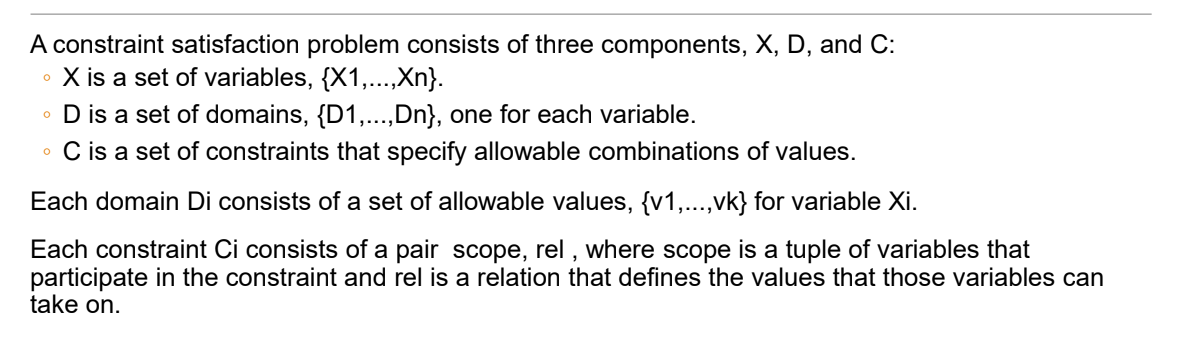 A constraint satisfaction problem consists of three components, X, D, and C:
◦ X is a set of variables, {X1,...,Xn}.
◦ D is a set of domains, {D1,...,Dn}, one for each variable.
◦ C is a set of constraints that specify allowable combinations of values.
Each domain Di consists of a set of allowable values, {v1,...,vk} for variable Xi.
Each constraint Ci consists of a pair  scope, rel , where scope is a tuple of variables that
participate in the constraint and rel is a relation that defines the values that those variables can
take on.